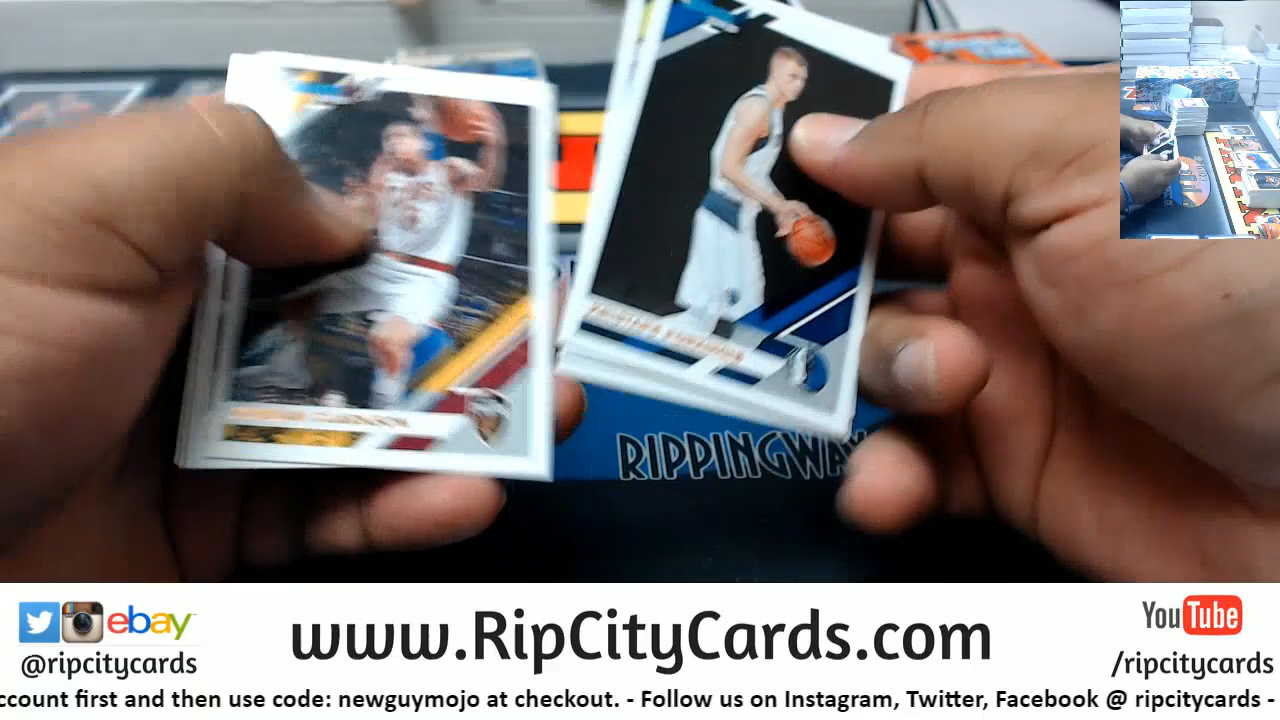 RIPPINGWA
ebay
www.RipCityCards.com
YouTube
@ripcitycards
/ripcitycards
ccount first and then use code: newguymojo at checkout. - Follow us on Instagram, Twitter, Facebook @ ripcitycards -